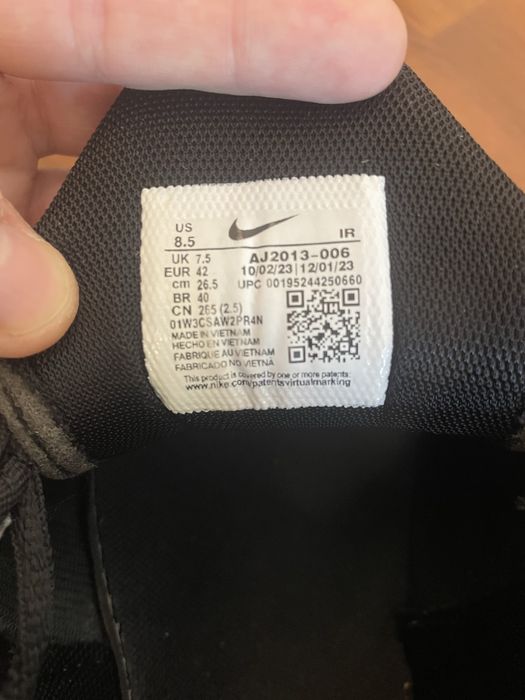 US
8.5
IR
UK 7.5 AJ2013-006
EUR 42 10/02/23 | 12/01/23
cm 26.5 UPC 00195244250660
BR 40
CN 265 (2.5)
01W3CSAW2PR4N
MADE IN VIETNAM
HECHO EN VIETNAM
FABRIQUE AU VIETNAM
FABRICADO NO VIETNÃ
This product is covered by one or more patents:
www.nike.com/patentsvirtualmarking